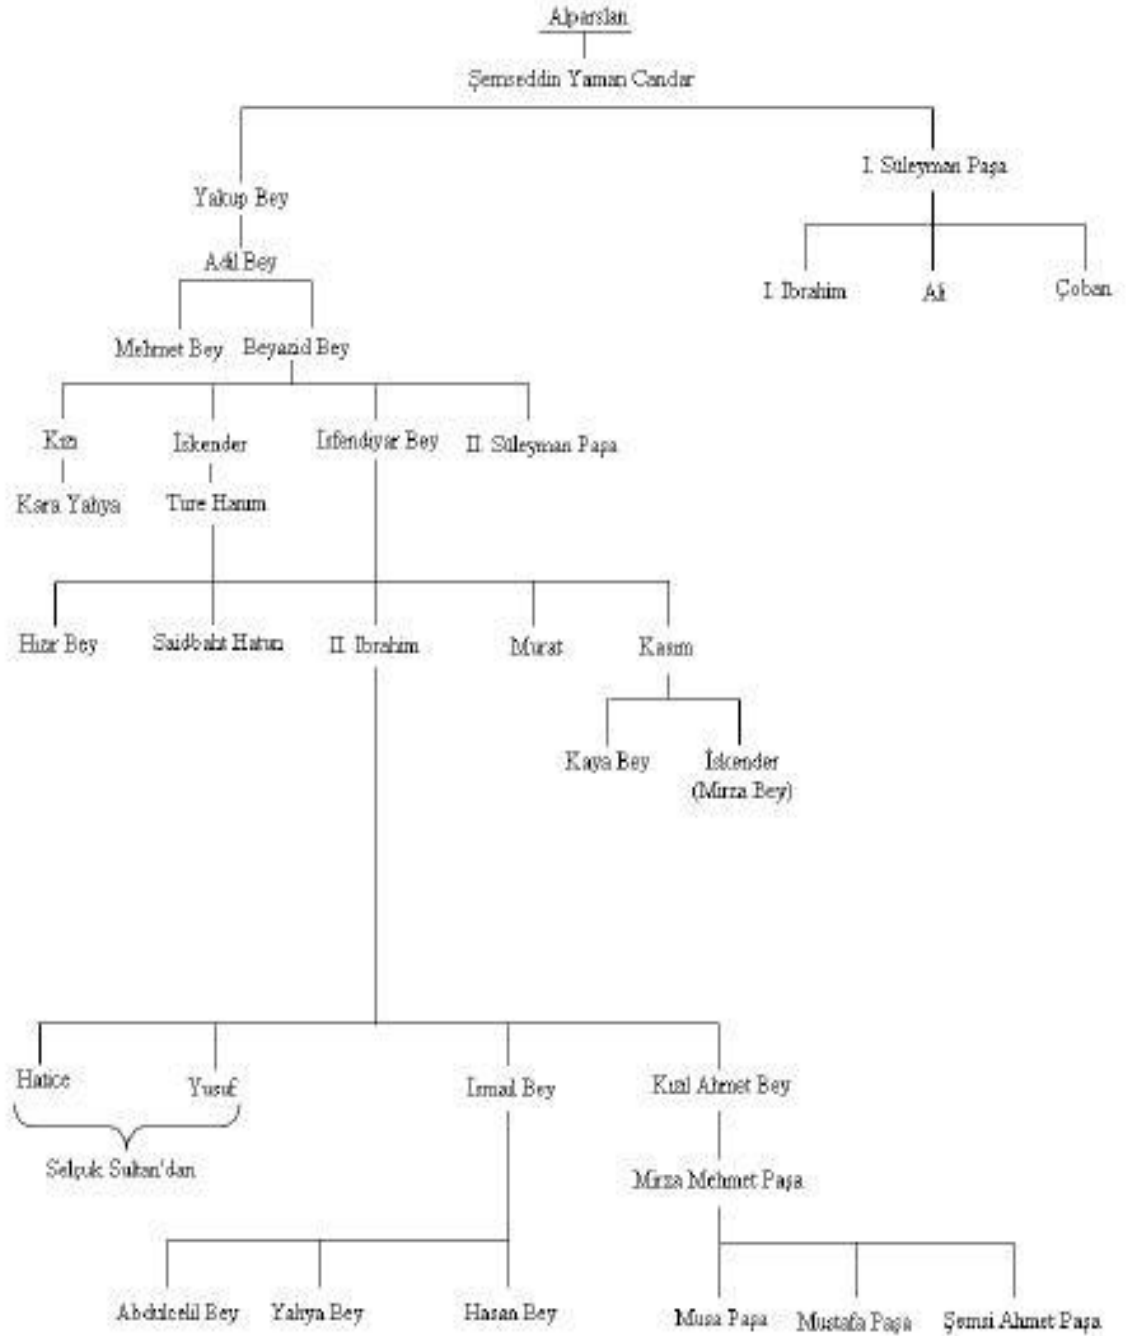 Alparslan
Şemseddin Yaman Candar
I. Süleyman Paşa
Yakup Bey
Adil Bey
I. Ibrahim Ali Çoban
Mehmet Bey Beyazid Bey
Kızı İskender İsfendiyar Bey II. Süleyman Paşa
Kara Yahya Ture Hanım
Hızır Bey Saidbaht Hatun II. Ibrahim Murat Kasım
Kaya Bey İskender
(Mirza Bey)
Hatice Yusuf İsmail Bey Kızıl Ahmet Bey
Selçuk Sultan'dan
Mirza Mehmet Paşa
Abdulcelil Bey Yahya Bey Hasan Bey Musa Paşa Mustafa Paşa Şemsi Ahmet Paşa